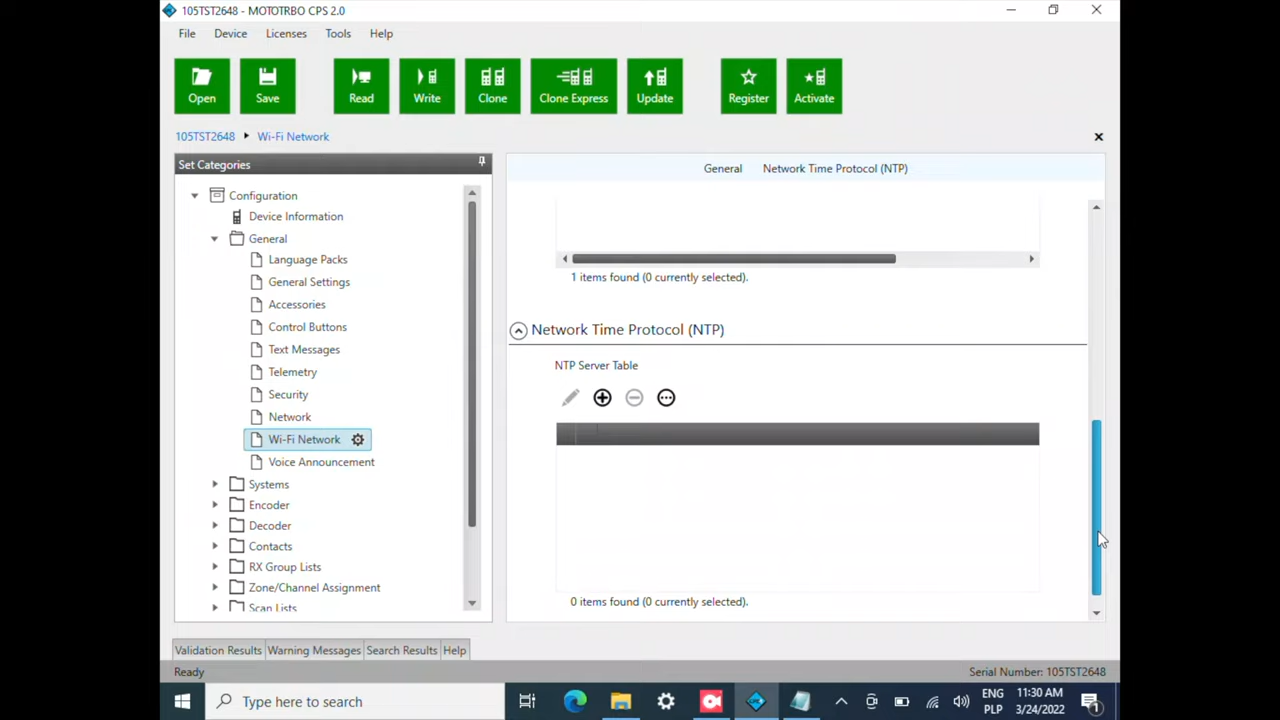 105TST2648 - MOTOTRBO CPS 2.0
File Device Licenses Tools Help
Open Save Read Write Clone Clone Express Update Register Activate
105TST2648 Wi-Fi Network
Set Categories
General Network Time Protocol (NTP)
Configuration
Device Information
General
Language Packs
General Settings
Accessories
Control Buttons
Text Messages
Telemetry
Security
Network
Wi-Fi Network
Voice Announcement
Systems
Encoder
Decoder
Contacts
RX Group Lists
Zone/Channel Assignment
Scan Lists
1 items found (0 currently selected).
Network Time Protocol (NTP)
NTP Server Table
0 items found (0 currently selected).
Validation Results Warning Messages Search Results Help
Ready Serial Number: 105TST2648
Type here to search
ENG
PLP
11:30 AM
3/24/2022
1